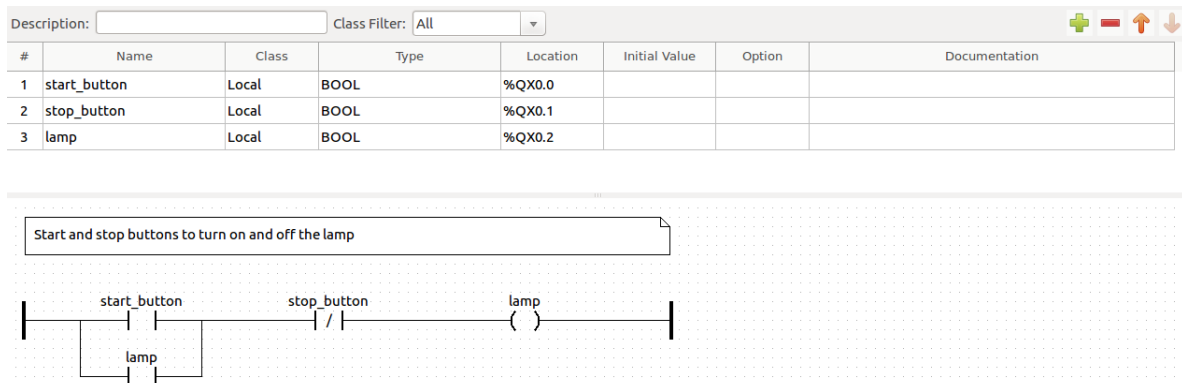 Description: Class Filter: All
# Name Class Type Location Initial Value Option Documentation
1 start_button Local BOOL %QX0.0
2 stop_button Local BOOL %QX0.1
3 lamp Local BOOL %QX0.2
Start and stop buttons to turn on and off the lamp
start_button stop_button lamp
lamp